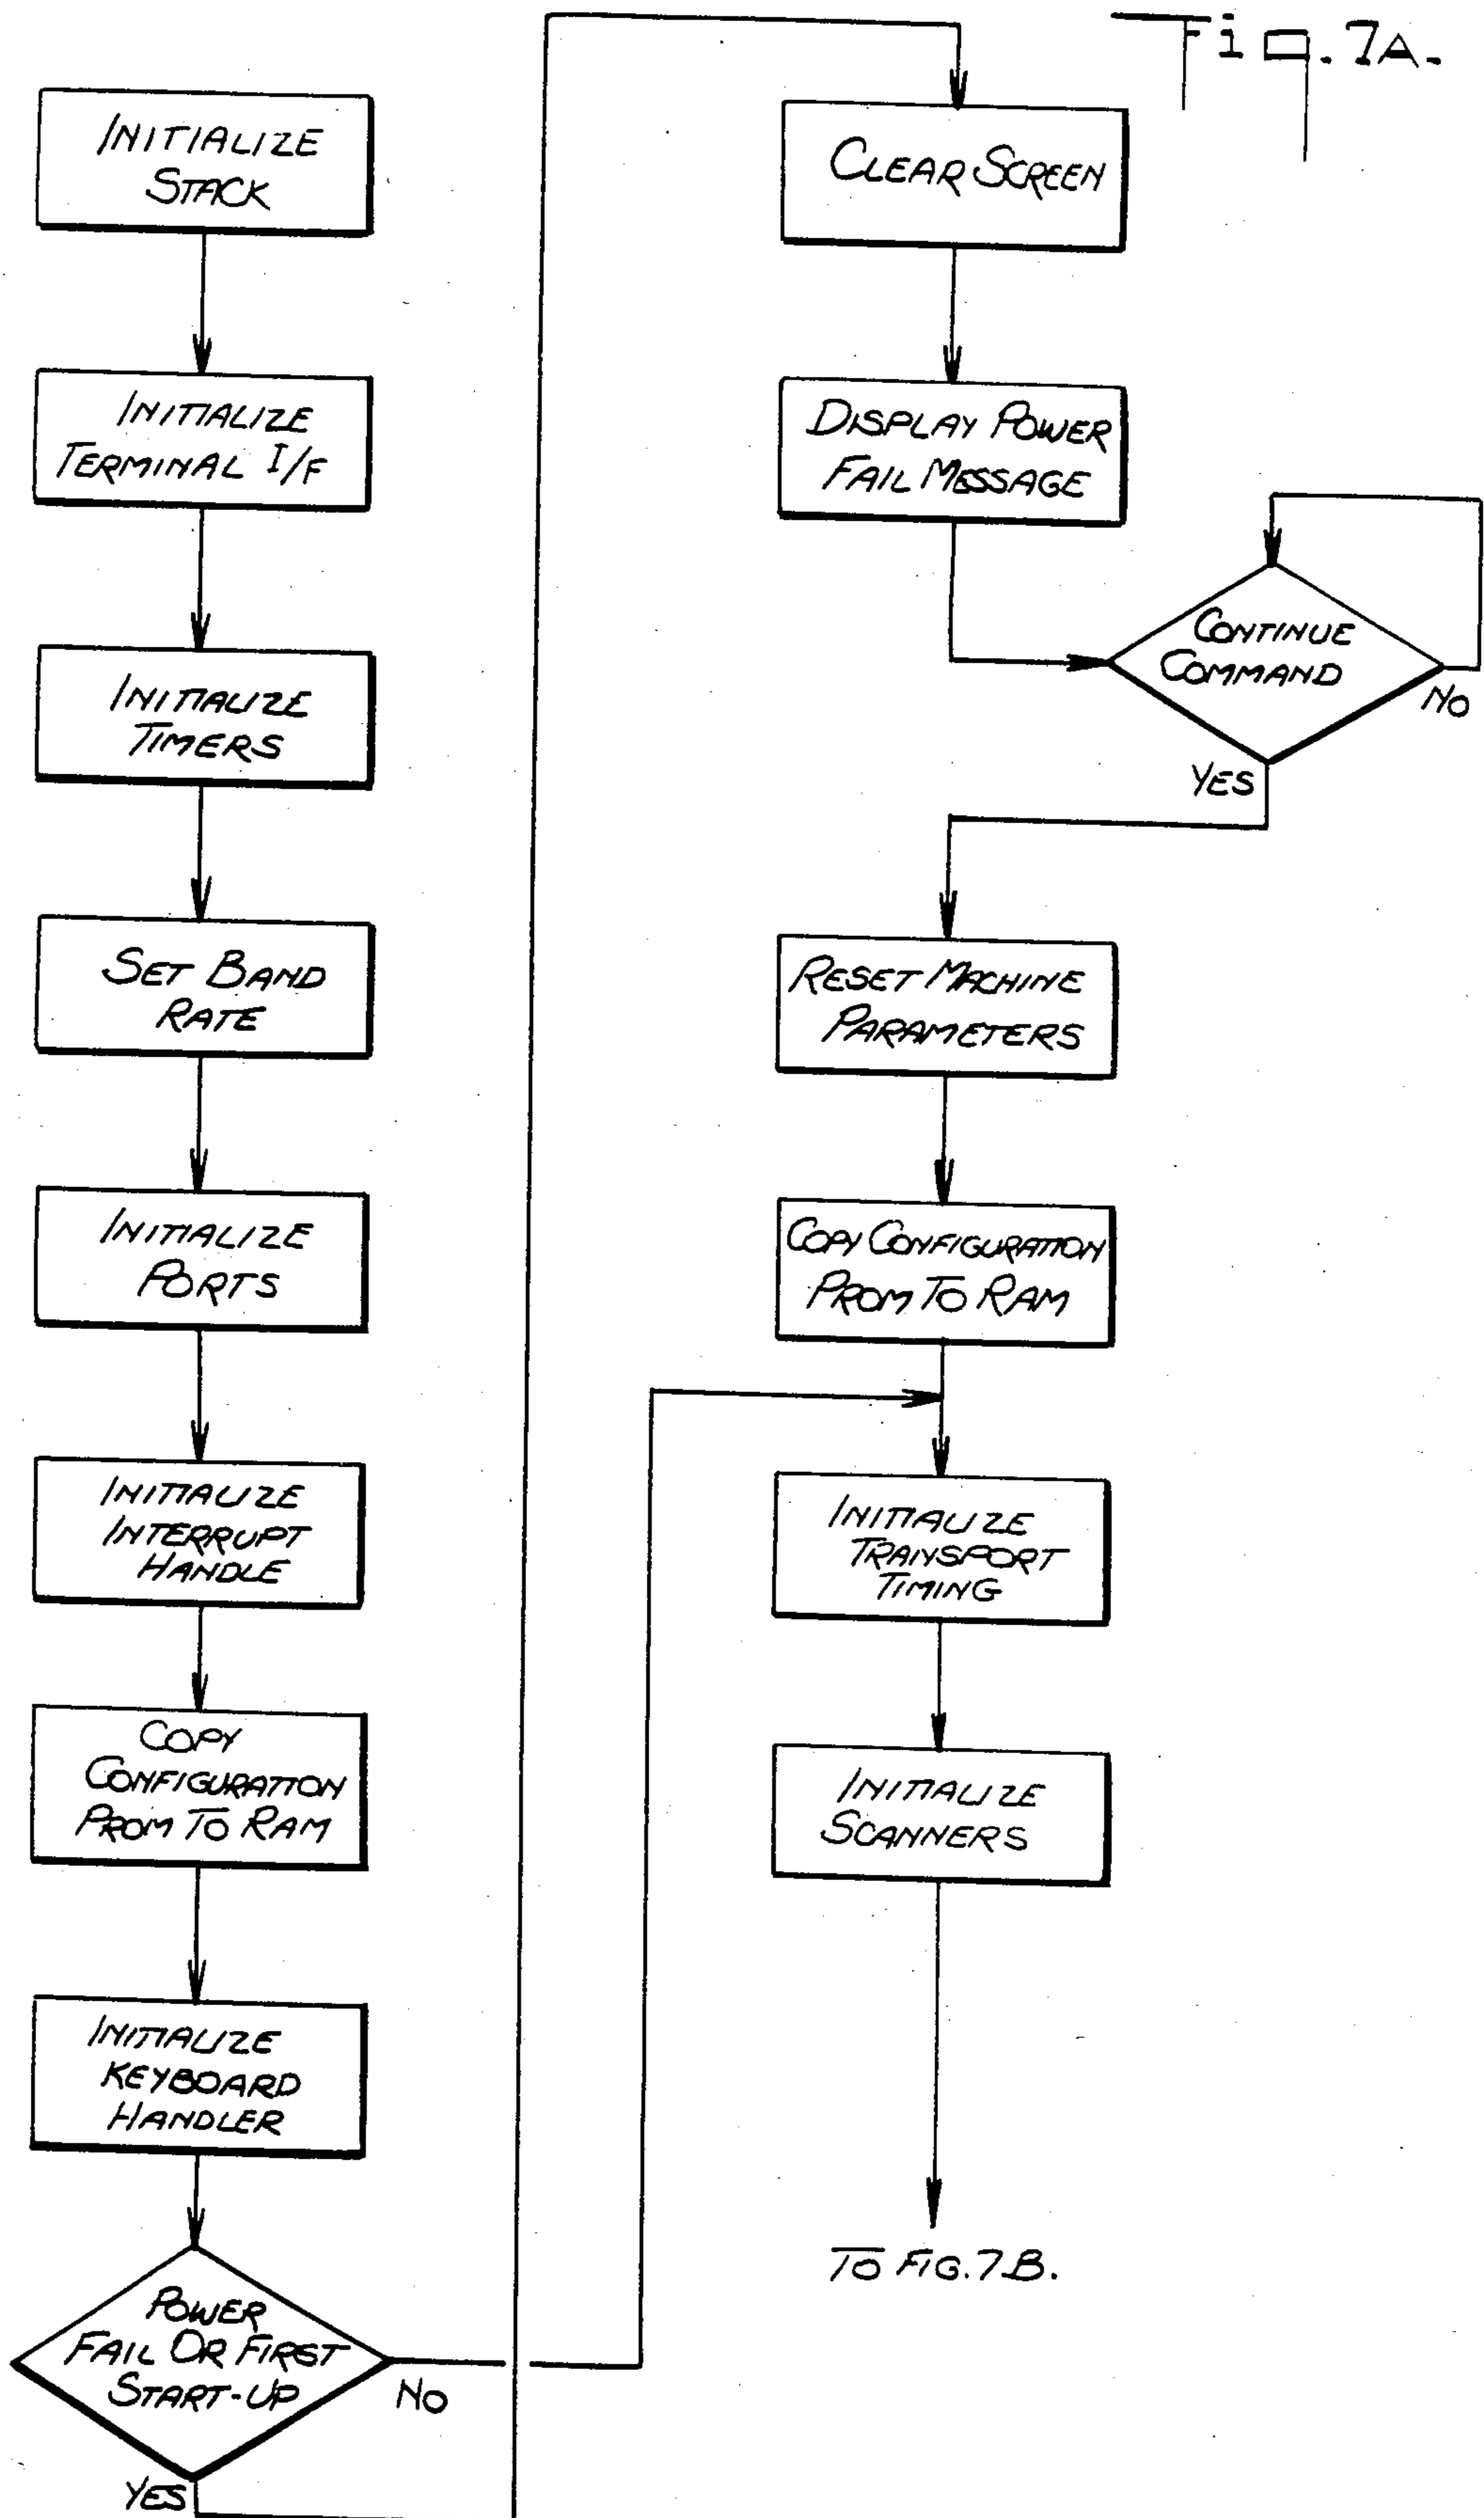 Fig. 7A.
INITIALIZE
STACK
INITIALIZE
TERMINAL I/F
INITIALIZE
TIMERS
SET BAND
RATE
INITIALIZE
PORTS
INITIALIZE
INTERRUPT
HANDLE
COPY
CONFIGURATION
PROM TO RAM
INITIALIZE
KEYBOARD
HANDLER
POWER
FAIL OR FIRST
START-UP
NO
YES
CLEAR SCREEN
DISPLAY POWER
FAIL MESSAGE
CONTINUE
COMMAND
NO
YES
RESET MACHINE
PARAMETERS
COPY CONFIGURATION
PROM TO RAM
INITIALIZE
TRANSPORT
TIMING
INITIALIZE
SCANNERS
TO FIG. 7B.